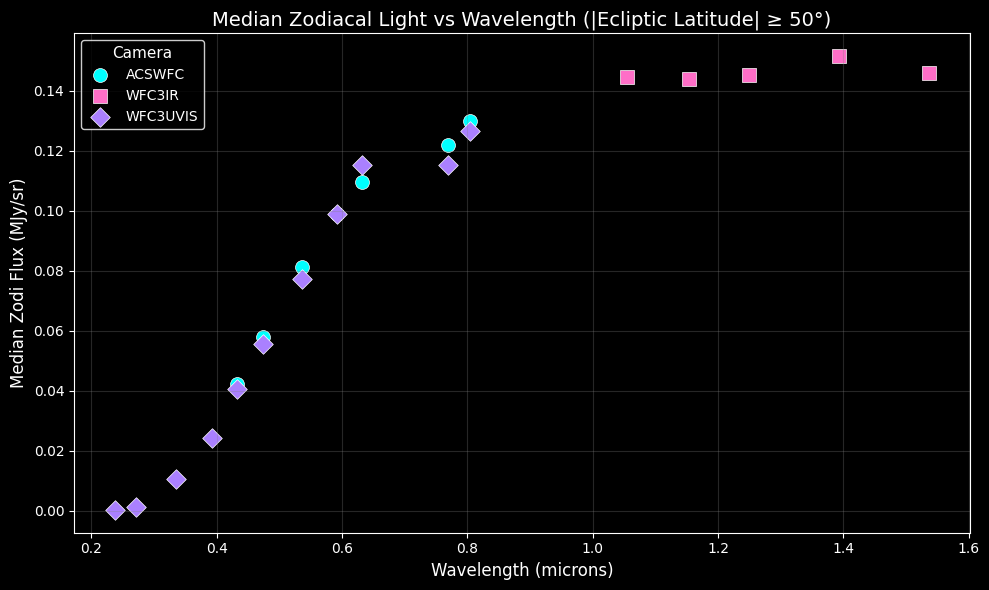 Median Zodiacal Light vs Wavelength (|Ecliptic Latitude| ≥ 50°)
Camera
ACSWFC
WFC3IR
WFC3UVIS
Median Zodi Flux (MJy/sr)
0.14
0.12
0.10
0.08
0.06
0.04
0.02
0.00
0.2 0.4 0.6 0.8 1.0 1.2 1.4 1.6
Wavelength (microns)